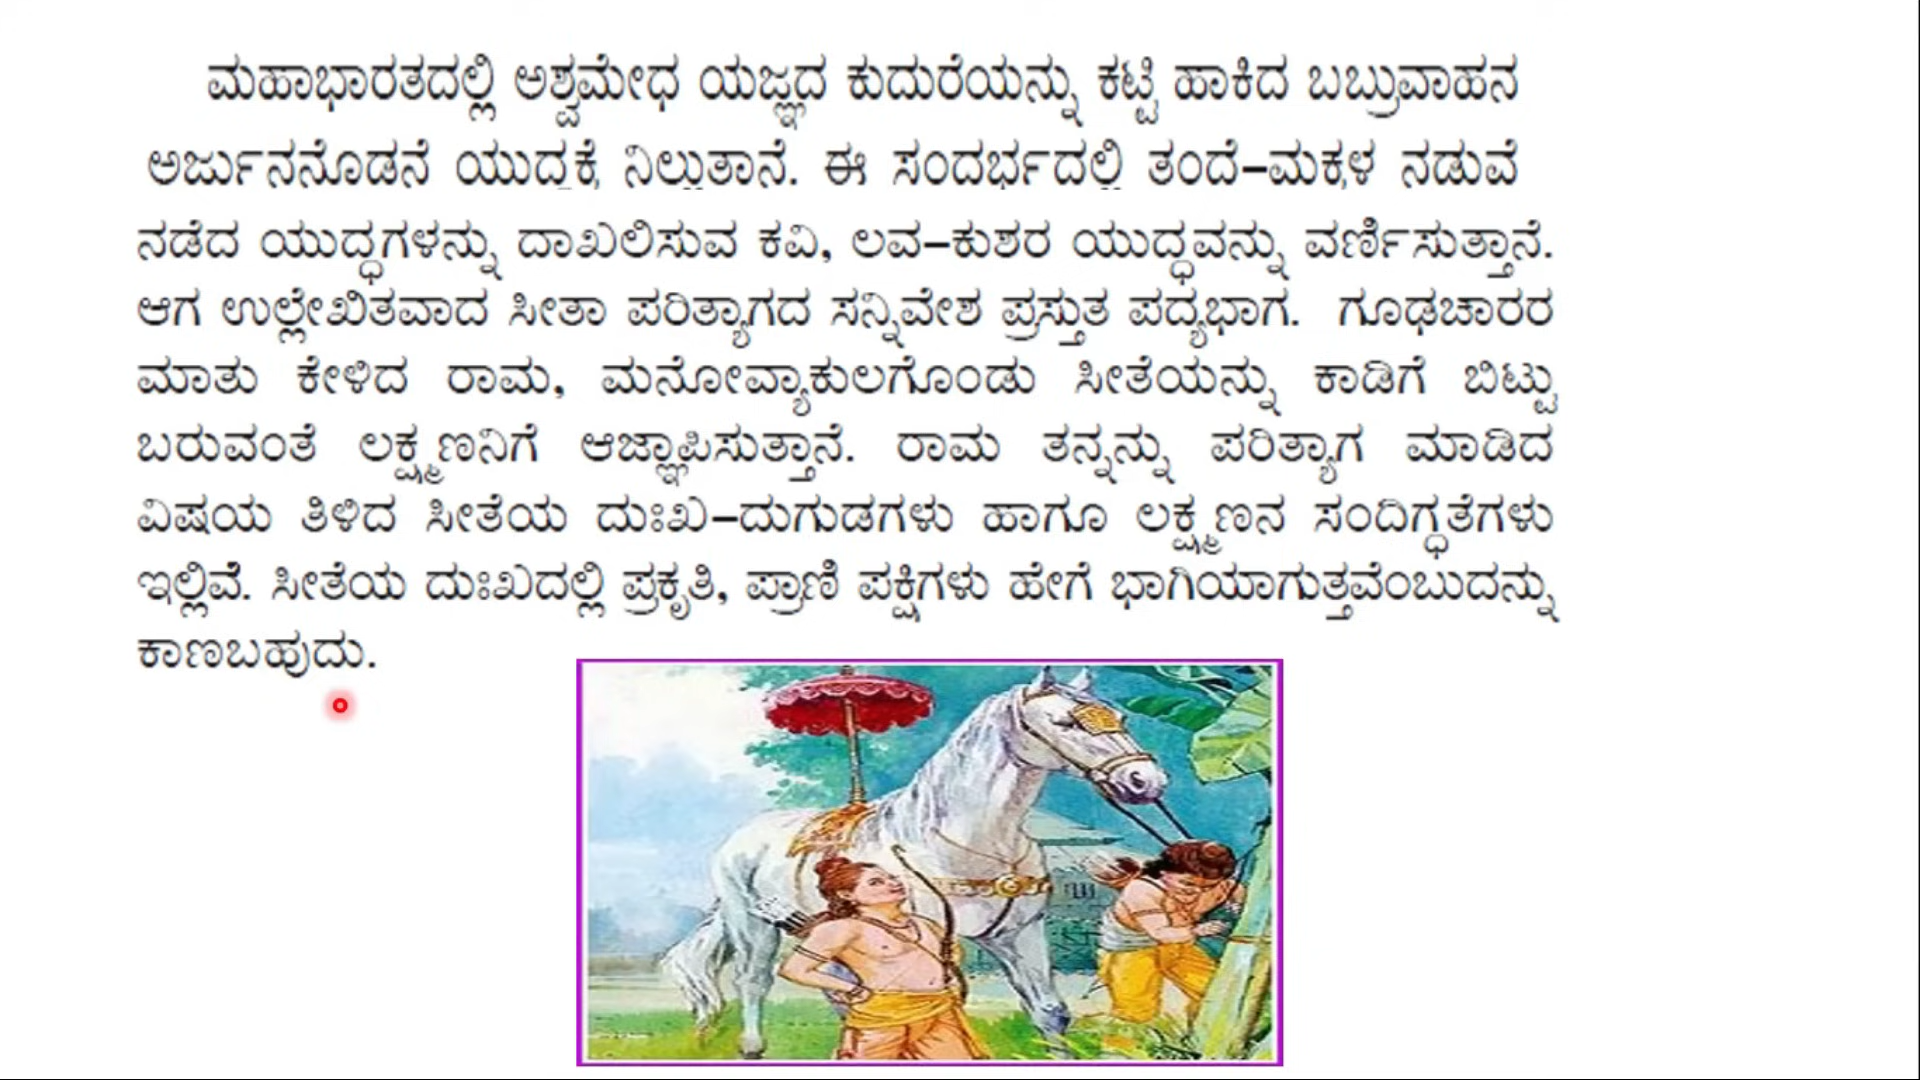 ಮಹಾಭಾರತದಲ್ಲಿ ಅಶ್ವಮೇಧ ಯಜ್ಞದ ಕುದುರೆಯನ್ನು ಕಟ್ಟಿ ಹಾಕಿದ ಬಬ್ರುವಾಹನ
ಅರ್ಜುನನೊಡನೆ ಯುದ್ಧಕ್ಕೆ ನಿಲ್ಲುತ್ತಾನೆ. ಈ ಸಂದರ್ಭದಲ್ಲಿ ತಂದೆ–ಮಕ್ಕಳ ನಡುವೆ
ನಡೆದ ಯುದ್ಧಗಳನ್ನು ದಾಖಲಿಸುವ ಕವಿ, ಲವ–ಕುಶರ ಯುದ್ಧವನ್ನು ವರ್ಣಿಸುತ್ತಾನೆ.
ಆಗ ಉಲ್ಲೇಖಿತವಾದ ಸೀತಾ ಪರಿತ್ಯಾಗದ ಸನ್ನಿವೇಶ ಪ್ರಸ್ತುತ ಪದ್ಯಭಾಗ. ಗೂಢಚಾರರ
ಮಾತು ಕೇಳಿದ ರಾಮ, ಮನೋವ್ಯಾಕುಲಗೊಂಡು ಸೀತೆಯನ್ನು ಕಾಡಿಗೆ ಬಿಟ್ಟು
ಬರುವಂತೆ ಲಕ್ಷ್ಮಣನಿಗೆ ಆಜ್ಞಾಪಿಸುತ್ತಾನೆ. ರಾಮ ತನ್ನನ್ನು ಪರಿತ್ಯಾಗ ಮಾಡಿದ
ವಿಷಯ ತಿಳಿದ ಸೀತೆಯ ದುಃಖ–ದುಗುಡಗಳು ಹಾಗೂ ಲಕ್ಷ್ಮಣನ ಸಂದಿಗ್ಧತೆಗಳು
ಇಲ್ಲಿವೆ. ಸೀತೆಯ ದುಃಖದಲ್ಲಿ ಪ್ರಕೃತಿ, ಪ್ರಾಣಿ ಪಕ್ಷಿಗಳು ಹೇಗೆ ಭಾಗಿಯಾಗುತ್ತವೆಂಬುದನ್ನು
ಕಾಣಬಹುದು.